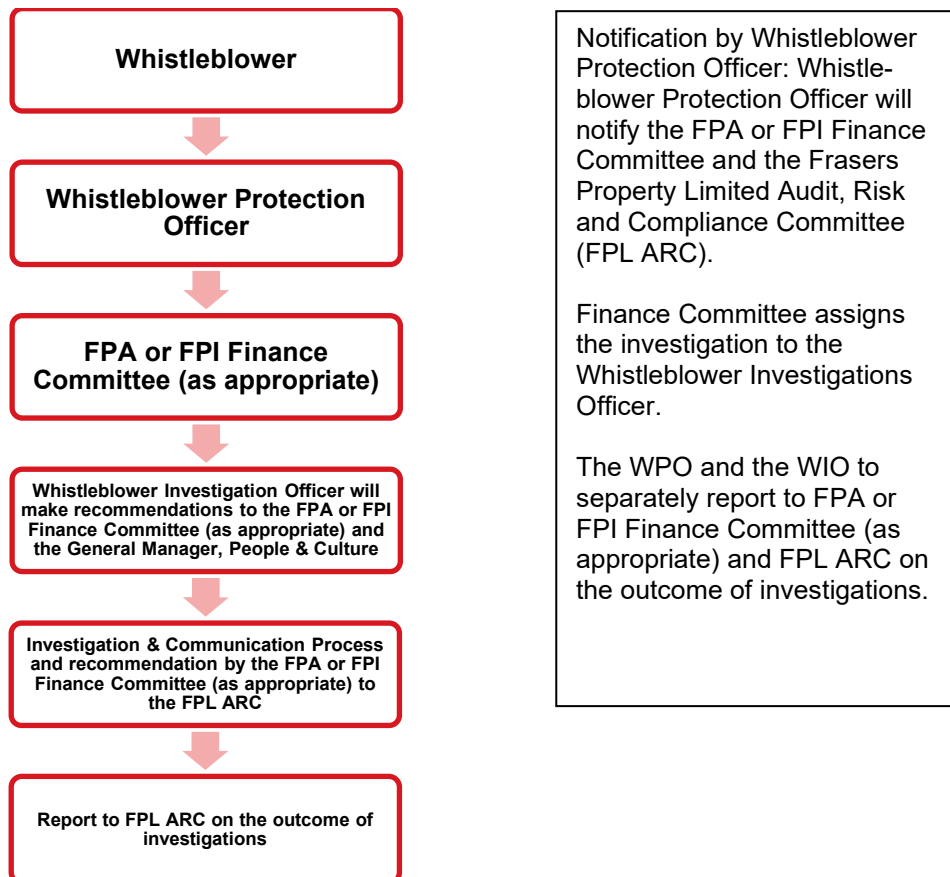 Whistleblower
Whistleblower Protection
Officer
FPA or FPI Finance
Committee (as appropriate)
Whistleblower Investigation Officer will
make recommendations to the FPA or FPI
Finance Committee (as appropriate) and
the General Manager, People & Culture
Investigation & Communication Process
and recommendation by the FPA or FPI
Finance Committee (as appropriate) to
the FPL ARC
Report to FPL ARC on the outcome of
investigations
Notification by Whistleblower
Protection Officer: Whistle-
blower Protection Officer will
notify the FPA or FPI Finance
Committee and the Frasers
Property Limited Audit, Risk
and Compliance Committee
(FPL ARC).
Finance Committee assigns
the investigation to the
Whistleblower Investigations
Officer.
The WPO and the WIO to
separately report to FPA or
FPI Finance Committee (as
appropriate) and FPL ARC on
the outcome of investigations.